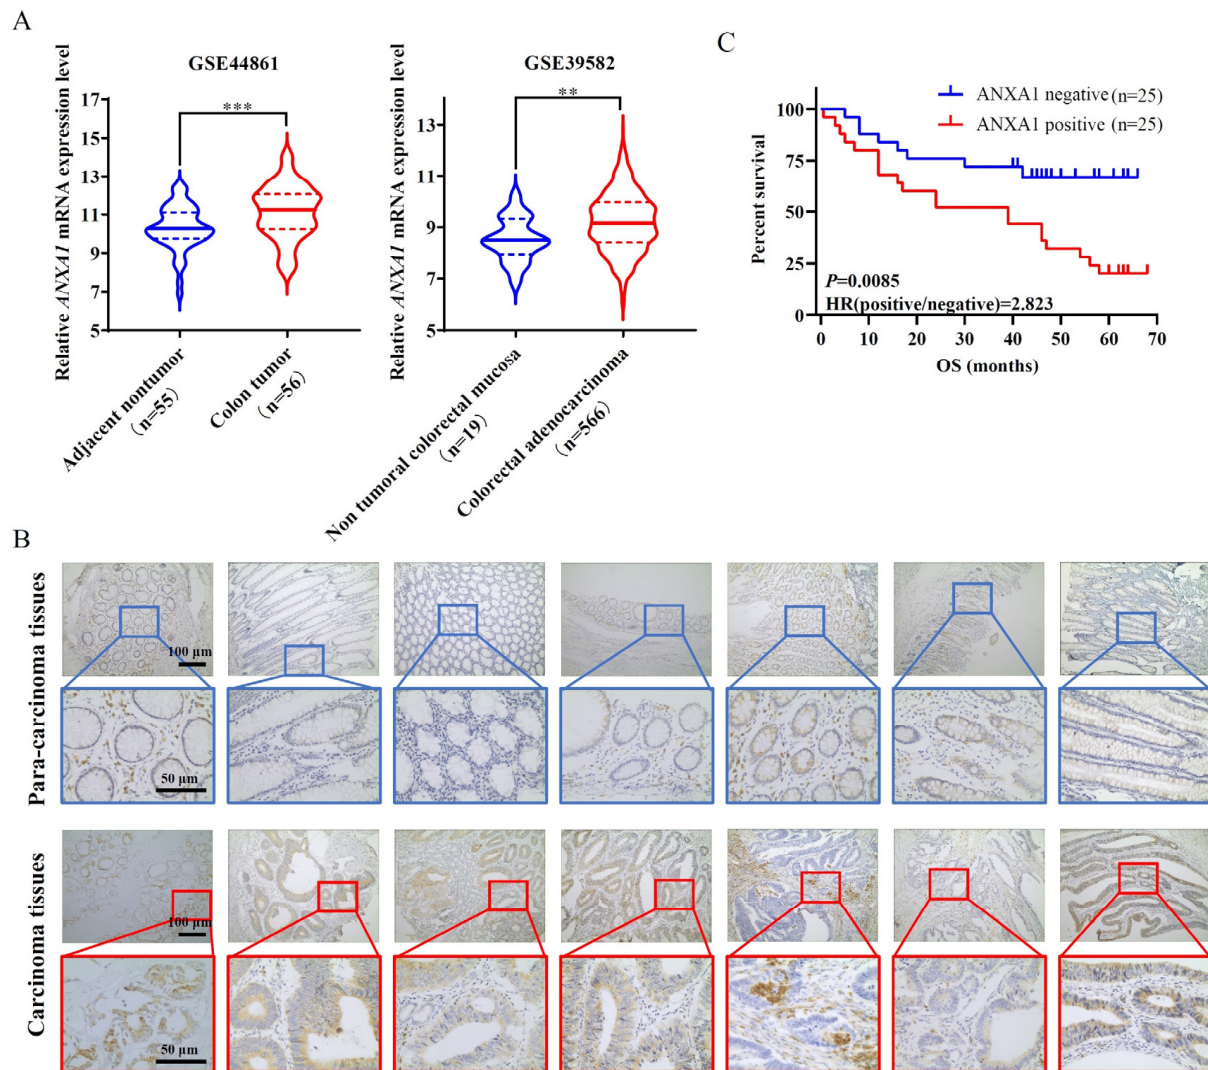 A
GSE44861
Relative ANXA1 mRNA expression level
17
15
13
11
9
7
5
***
Adjacent nontumor
(n=55)
Colon tumor
(n=56)
GSE39582
Relative ANXA1 mRNA expression level
13
11
9
7
5
**
Non tumoral colorectal mucosa
(n=19)
Colorectal adenocarcinoma
(n=566)
C
ANXA1 negative (n=25)
ANXA1 positive (n=25)
Percent survival
100
75
50
25
0
P=0.0085
HR(positive/negative)=2.823
0 10 20 30 40 50 60 70
OS (months)
B
Para-carcinoma tissues
100 µm
50 µm
Carcinoma tissues
100 µm
50 µm